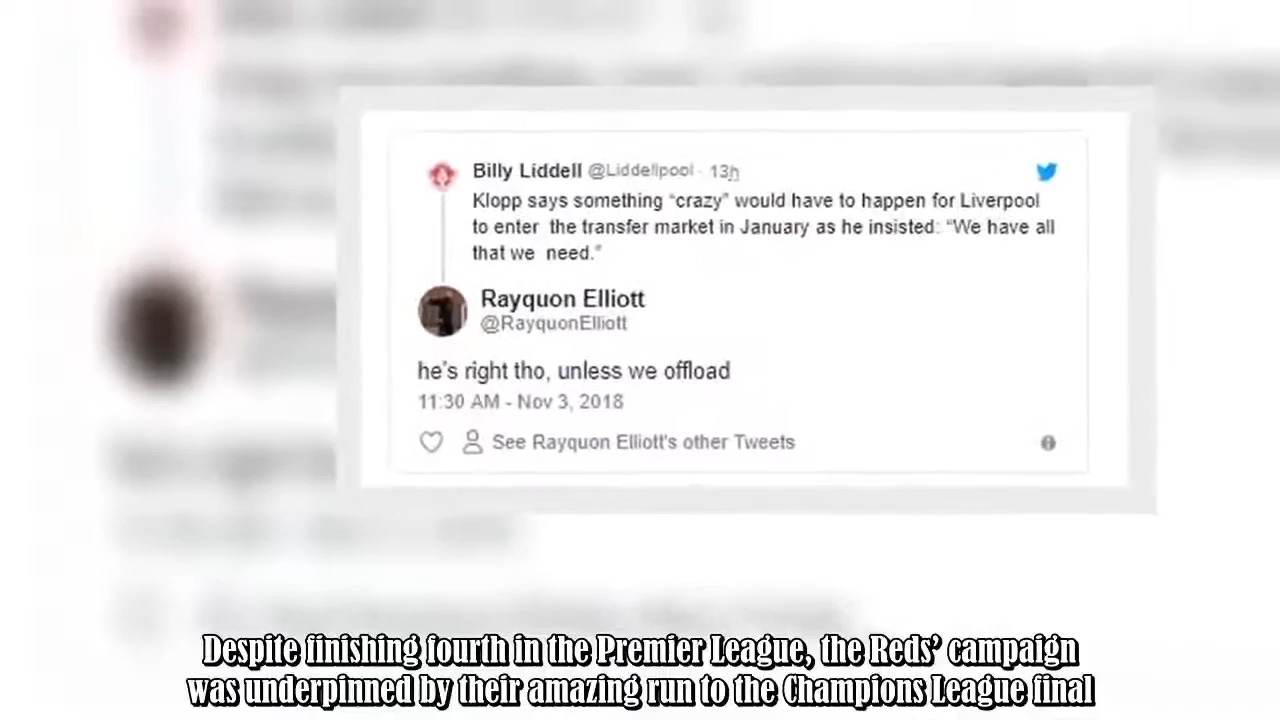 Billy Liddell @Liddellpool · 13h
Klopp says something “crazy” would have to happen for Liverpool
to enter the transfer market in January as he insisted: “We have all
that we need.”
Rayquon Elliott
@RayquonElliott
he's right tho, unless we offload
11:30 AM - Nov 3, 2018
See Rayquon Elliott's other Tweets
Despite finishing fourth in the Premier League, the Reds’ campaign
was underpinned by their amazing run to the Champions League final